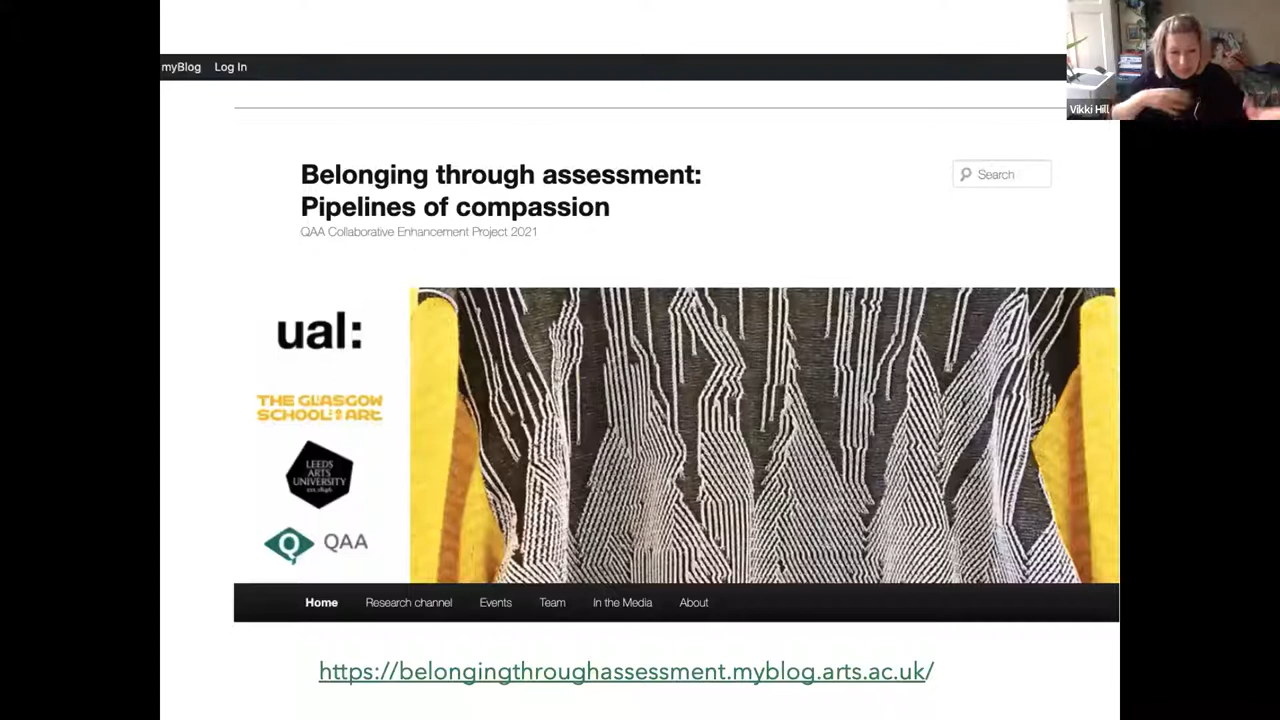 myBlog Log In
Vikki Hill
Belonging through assessment:
Pipelines of compassion
Search
QAA Collaborative Enhancement Project 2021
ual:
THE GLASGOW
SCHOOL OF ART
LEEDS
ARTS
UNIVERSITY
EST. 1846
QAA
Home Research channel Events Team In the Media About
https://belongingthroughassessment.myblog.arts.ac.uk/